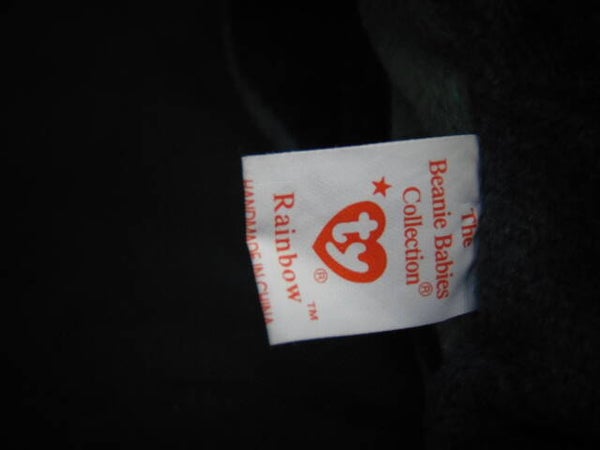 The
Beanie Babies
Collection®
ty®
Rainbow™
HANDMADE IN CHINA